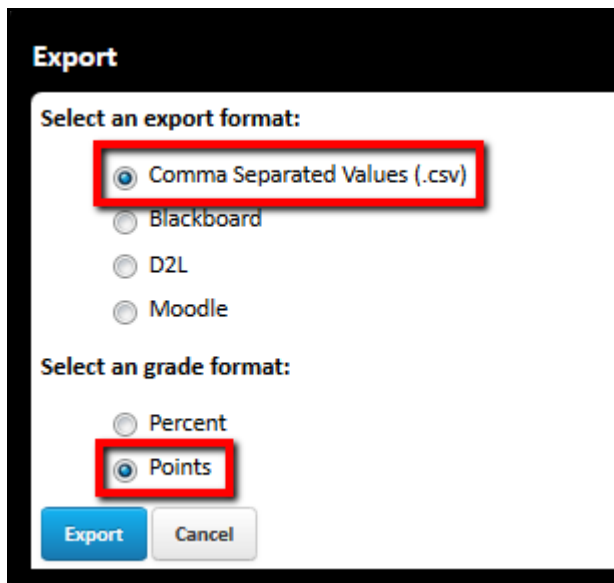 Export
Select an export format:
Comma Separated Values (.csv)
Blackboard
D2L
Moodle
Select an grade format:
Percent
Points
Export Cancel